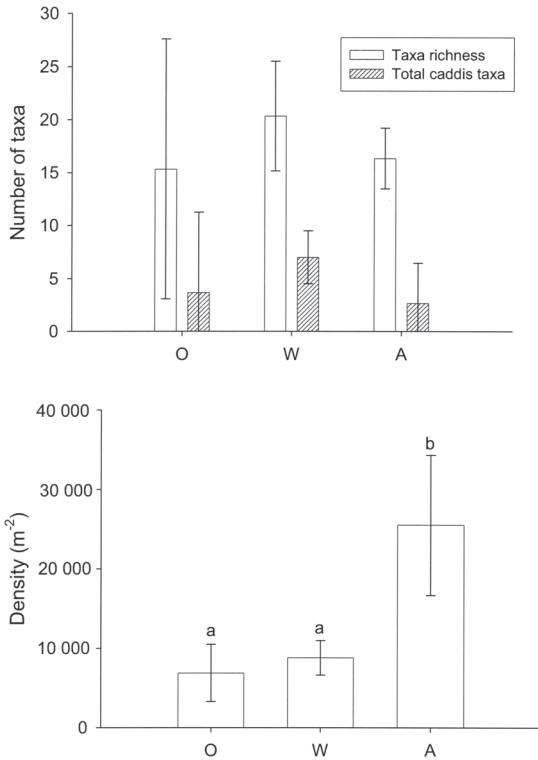 30
25
20
15
10
5
0
Number of taxa
Taxa richness
Total caddis taxa
O W A
40 000
30 000
20 000
10 000
0
Density (m⁻²)
a a b
O W A